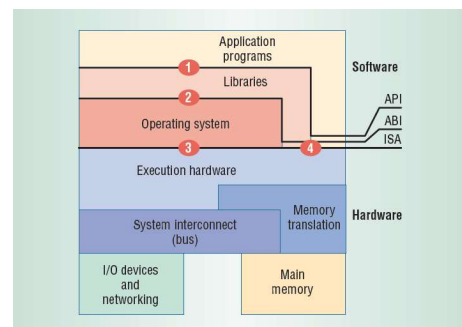 Application
programs
Software
1
Libraries
2
API
ABI
Operating system
ISA
3
4
Execution hardware
Memory
translation
Hardware
System interconnect
(bus)
I/O devices
and
networking
Main
memory